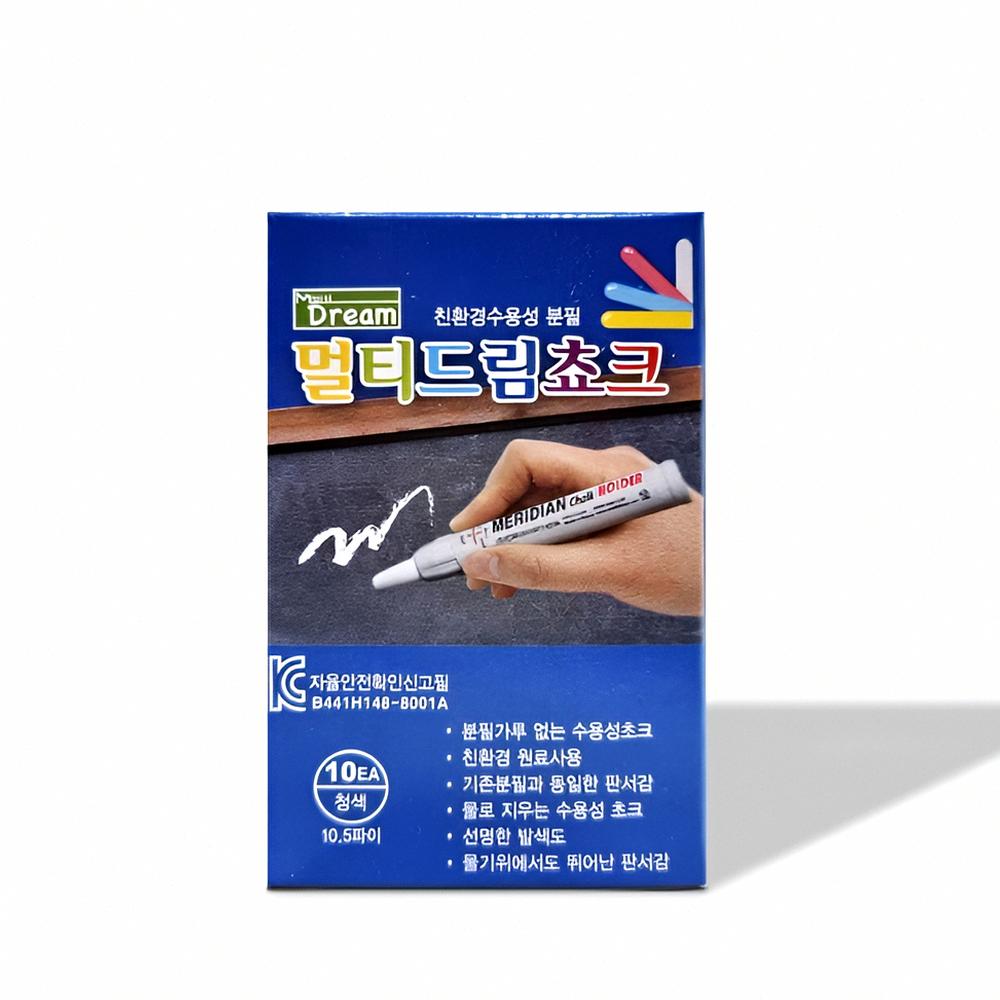 Multi
Dream
친환경수용성 분필
멀티드림쵸크
MERIDIAN Chalk HOLDER
KC
자율안전확인신고필
B441H148-8001A
10EA
청색
10.5파이
• 분필가루 없는 수용성쵸크
• 친환경 원료사용
• 기존분필과 동일한 판서감
• 물로 지우는 수용성 쵸크
• 선명한 발색도
• 물기위에서도 뛰어난 판서감